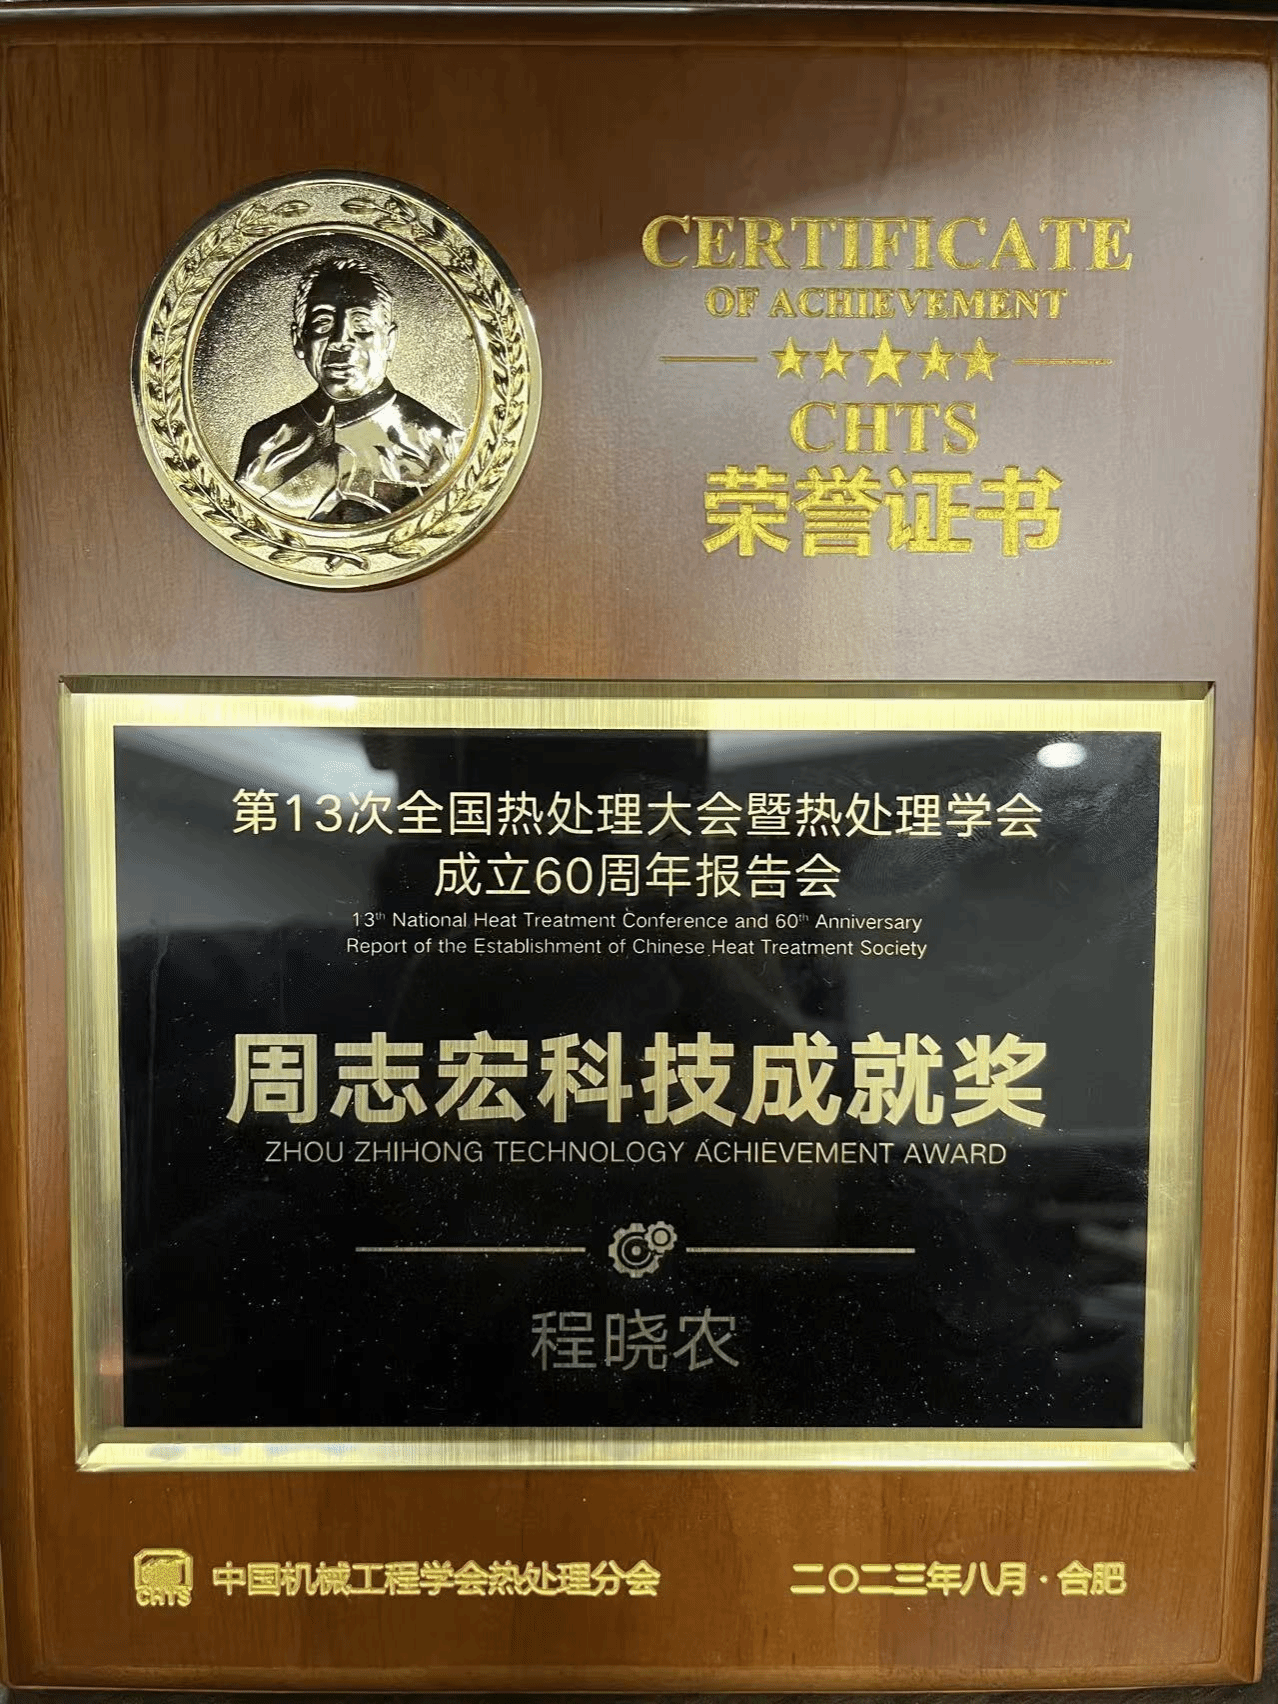 CERTIFICATE
OF ACHIEVEMENT
CHTS
荣誉证书
第13次全国热处理大会暨热处理学会
成立60周年报告会
13th National Heat Treatment Conference and 60th Anniversary
Report of the Establishment of Chinese Heat Treatment Society
周志宏科技成就奖
ZHOU ZHIHONG TECHNOLOGY ACHIEVEMENT AWARD
程晓农
CHTS
中国机械工程学会热处理分会
二〇二三年八月·合肥